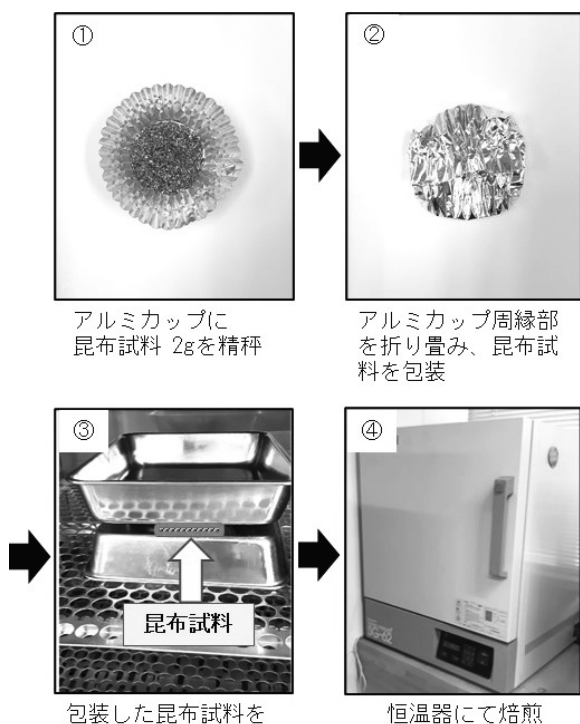 ①
②
アルミカップに
昆布試料 2gを精秤
アルミカップ周縁部
を折り畳み、昆布試
料を包装
③
昆布試料
④
包装した昆布試料を
恒温器にて焙煎